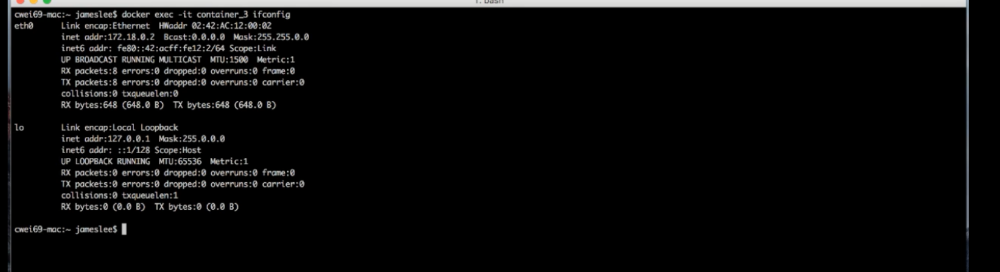 1. bash
cwei69-mac:~ jameslee$ docker exec -it container_3 ifconfig
eth0      Link encap:Ethernet  HWaddr 02:42:AC:12:00:02
          inet addr:172.18.0.2  Bcast:0.0.0.0  Mask:255.255.0.0
          inet6 addr: fe80::42:acff:fe12:2/64 Scope:Link
          UP BROADCAST RUNNING MULTICAST  MTU:1500  Metric:1
          RX packets:8 errors:0 dropped:0 overruns:0 frame:0
          TX packets:8 errors:0 dropped:0 overruns:0 carrier:0
          collisions:0 txqueuelen:0
          RX bytes:648 (648.0 B)  TX bytes:648 (648.0 B)
lo        Link encap:Local Loopback
          inet addr:127.0.0.1  Mask:255.0.0.0
          inet6 addr: ::1/128 Scope:Host
          UP LOOPBACK RUNNING  MTU:65536  Metric:1
          RX packets:0 errors:0 dropped:0 overruns:0 frame:0
          TX packets:0 errors:0 dropped:0 overruns:0 carrier:0
          collisions:0 txqueuelen:1
          RX bytes:0 (0.0 B)  TX bytes:0 (0.0 B)
cwei69-mac:~ jameslee$